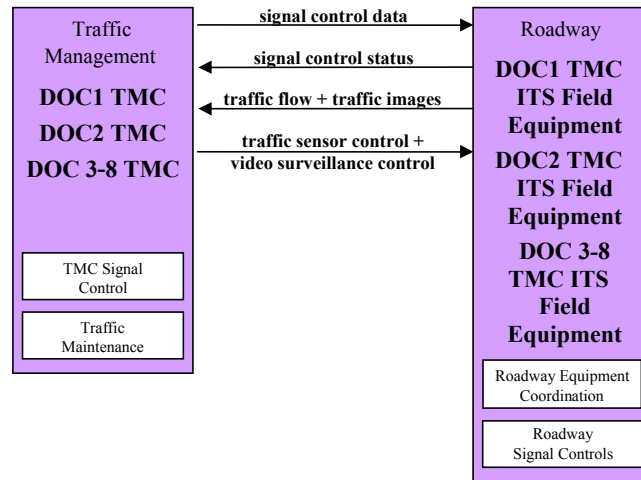 Traffic
Management
DOC1 TMC
DOC2 TMC
DOC 3-8 TMC
TMC Signal
Control
Traffic
Maintenance
signal control data
signal control status
traffic flow + traffic images
traffic sensor control +
video surveillance control
Roadway
DOC1 TMC
ITS Field
Equipment
DOC2 TMC
ITS Field
Equipment
DOC 3-8
TMC ITS
Field
Equipment
Roadway Equipment
Coordination
Roadway
Signal Controls